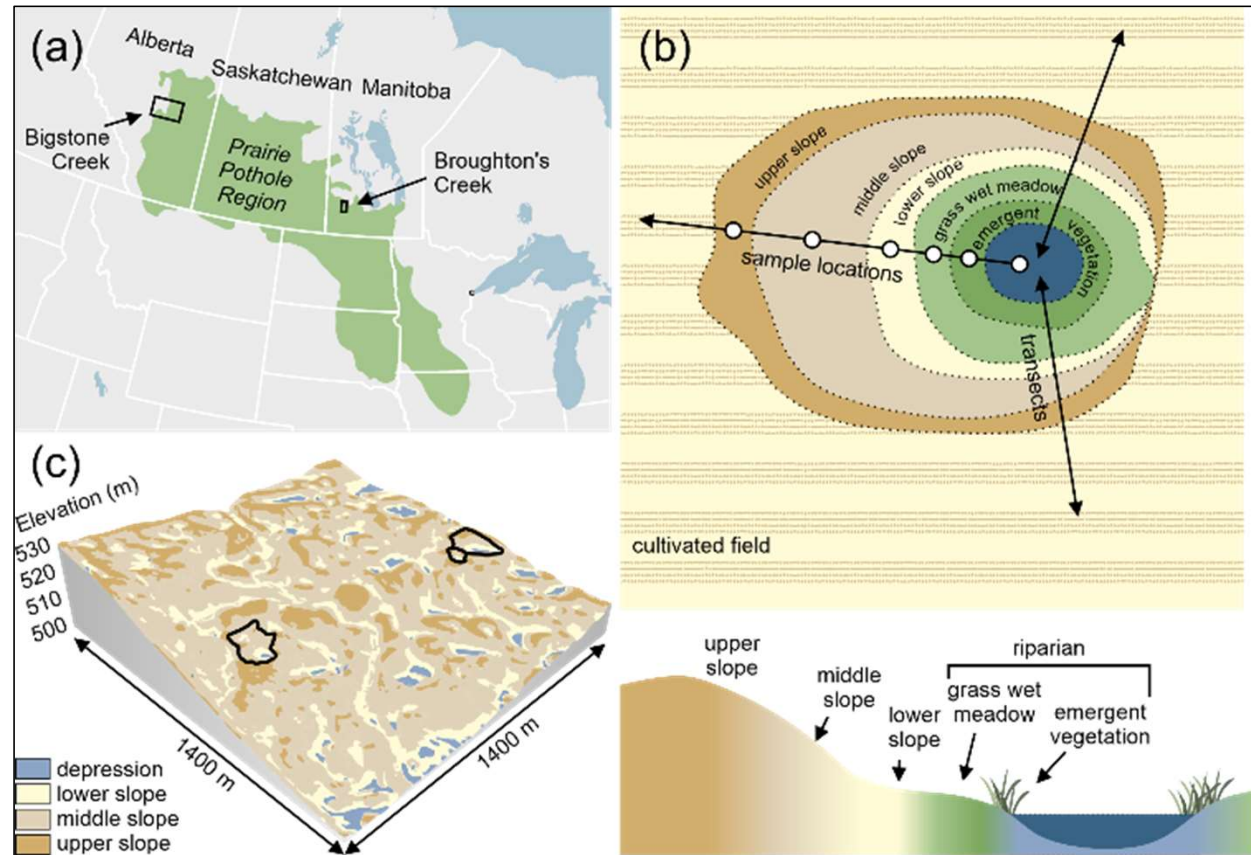 (a)
Alberta
Saskatchewan
Manitoba
Bigstone
Creek
Prairie
Pothole
Region
Broughton's
Creek
(b)
upper slope
middle slope
lower slope
grass wet meadow
emergent
vegetation
sample locations
transects
cultivated field
(c)
Elevation (m)
530
520
510
500
1400 m
1400 m
depression
lower slope
middle slope
upper slope
upper
slope
middle
slope
lower
slope
riparian
grass wet
meadow
emergent
vegetation